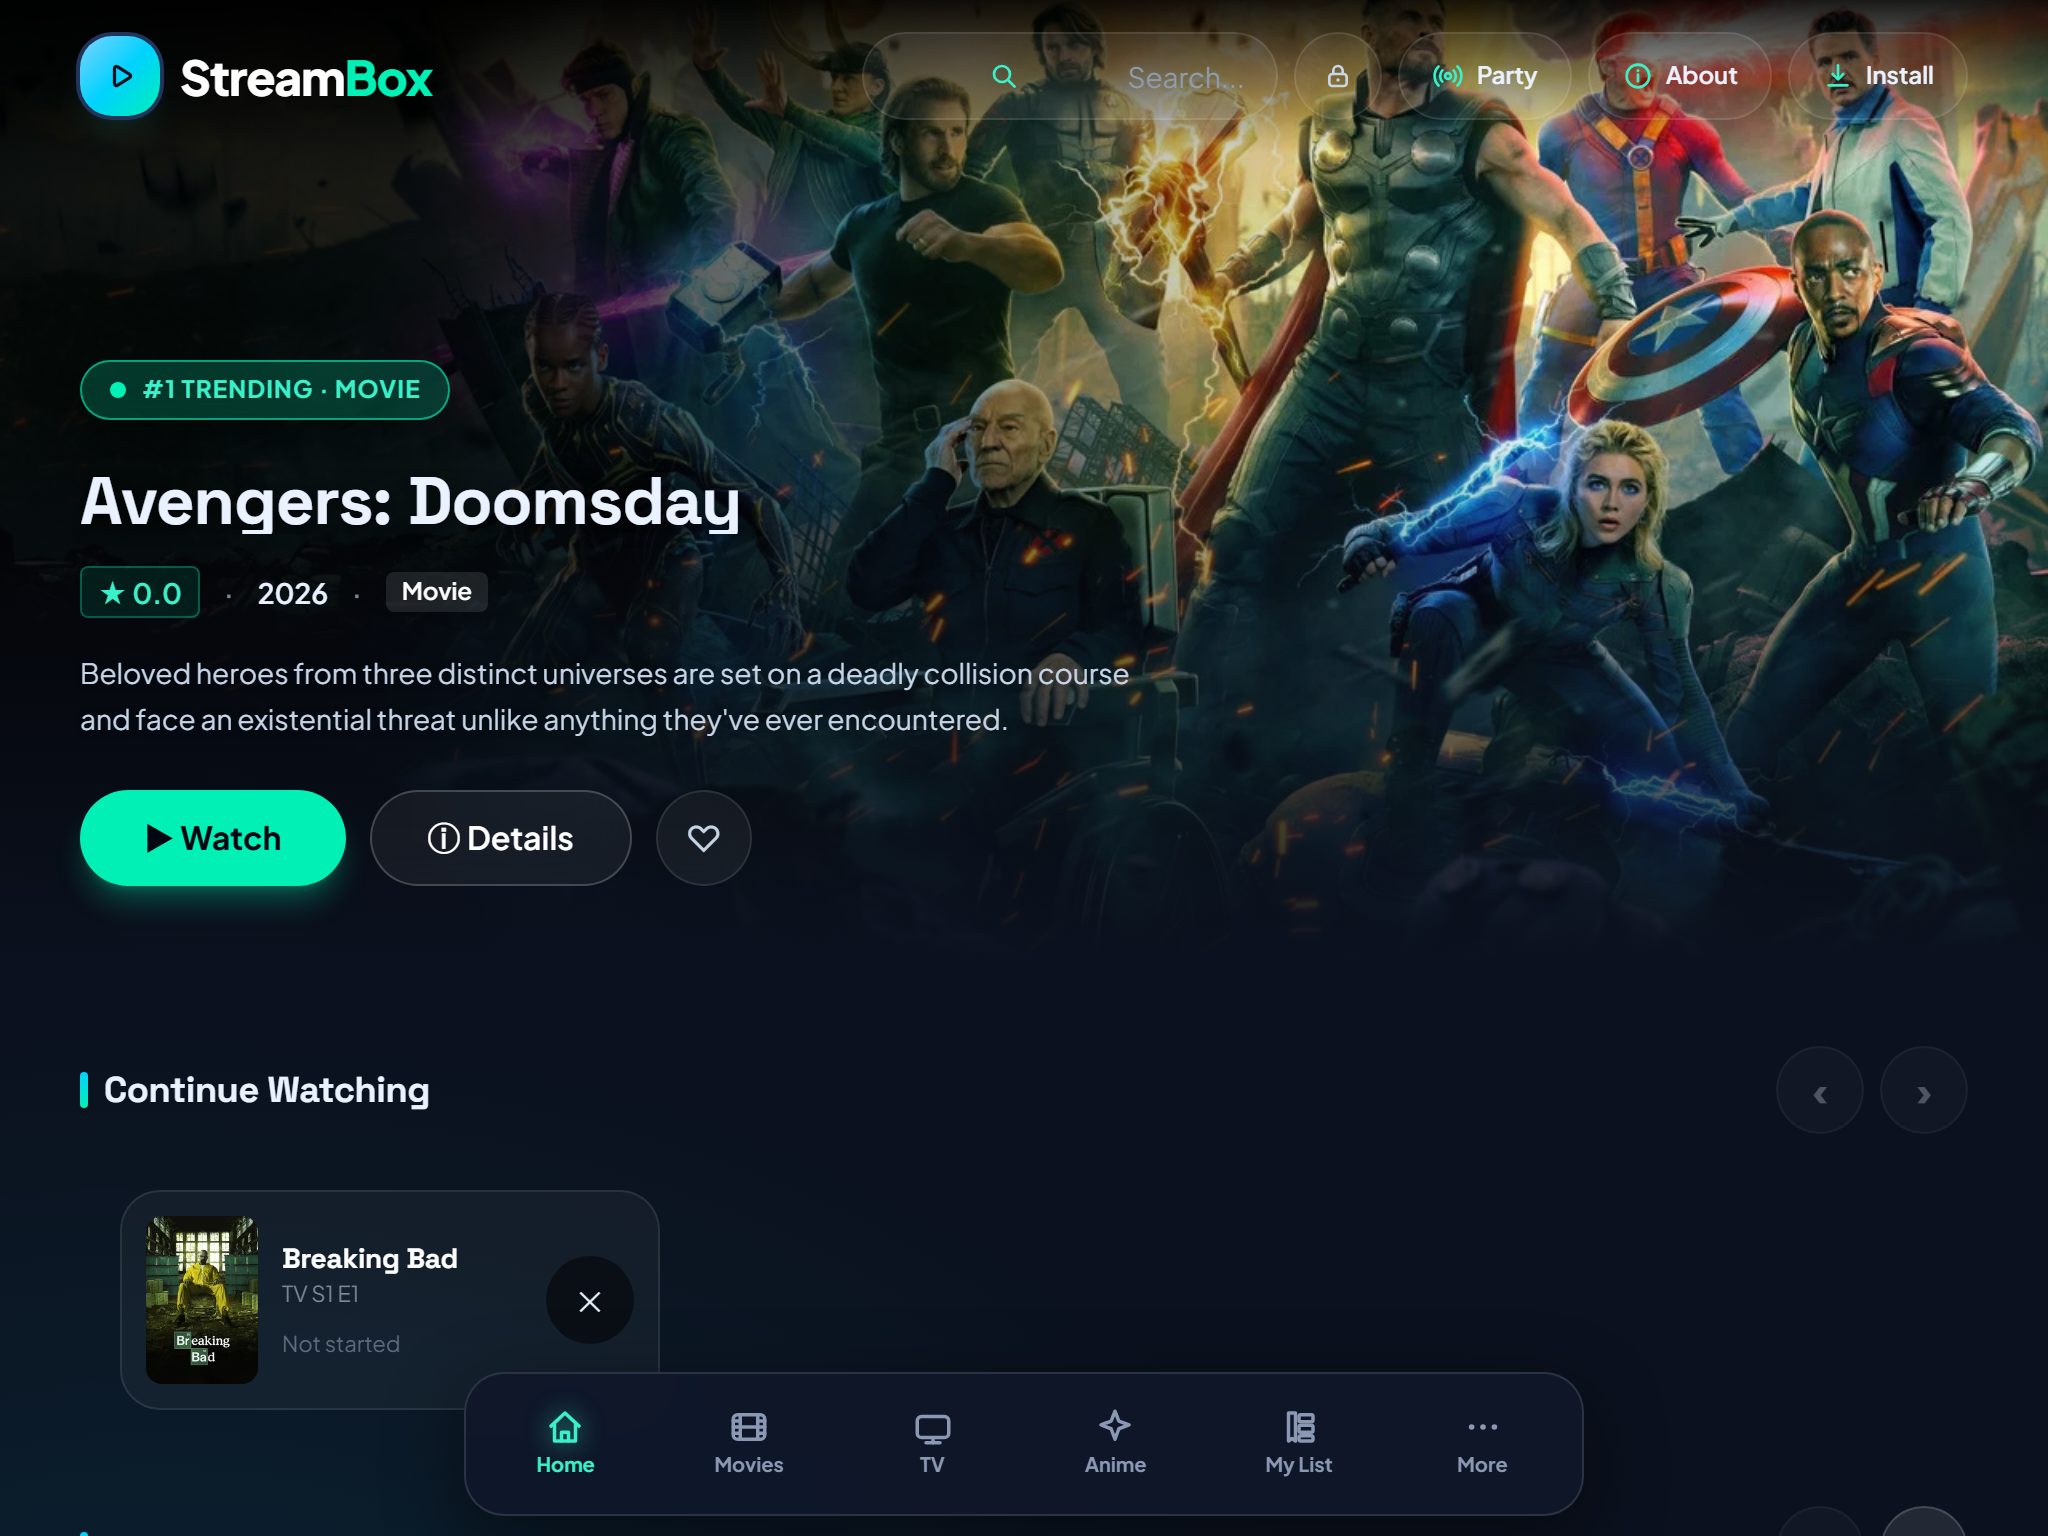 StreamBox
Search...
Party
About
Install
#1 TRENDING · MOVIE
Avengers: Doomsday
★ 0.0 · 2026 · Movie
Beloved heroes from three distinct universes are set on a deadly collision course
and face an existential threat unlike anything they've ever encountered.
▶ Watch
ⓘ Details
Continue Watching
‹ ›
Breaking Bad
TV S1 E1
Not started
Breaking
Bad
Home
Movies
TV
Anime
My List
More